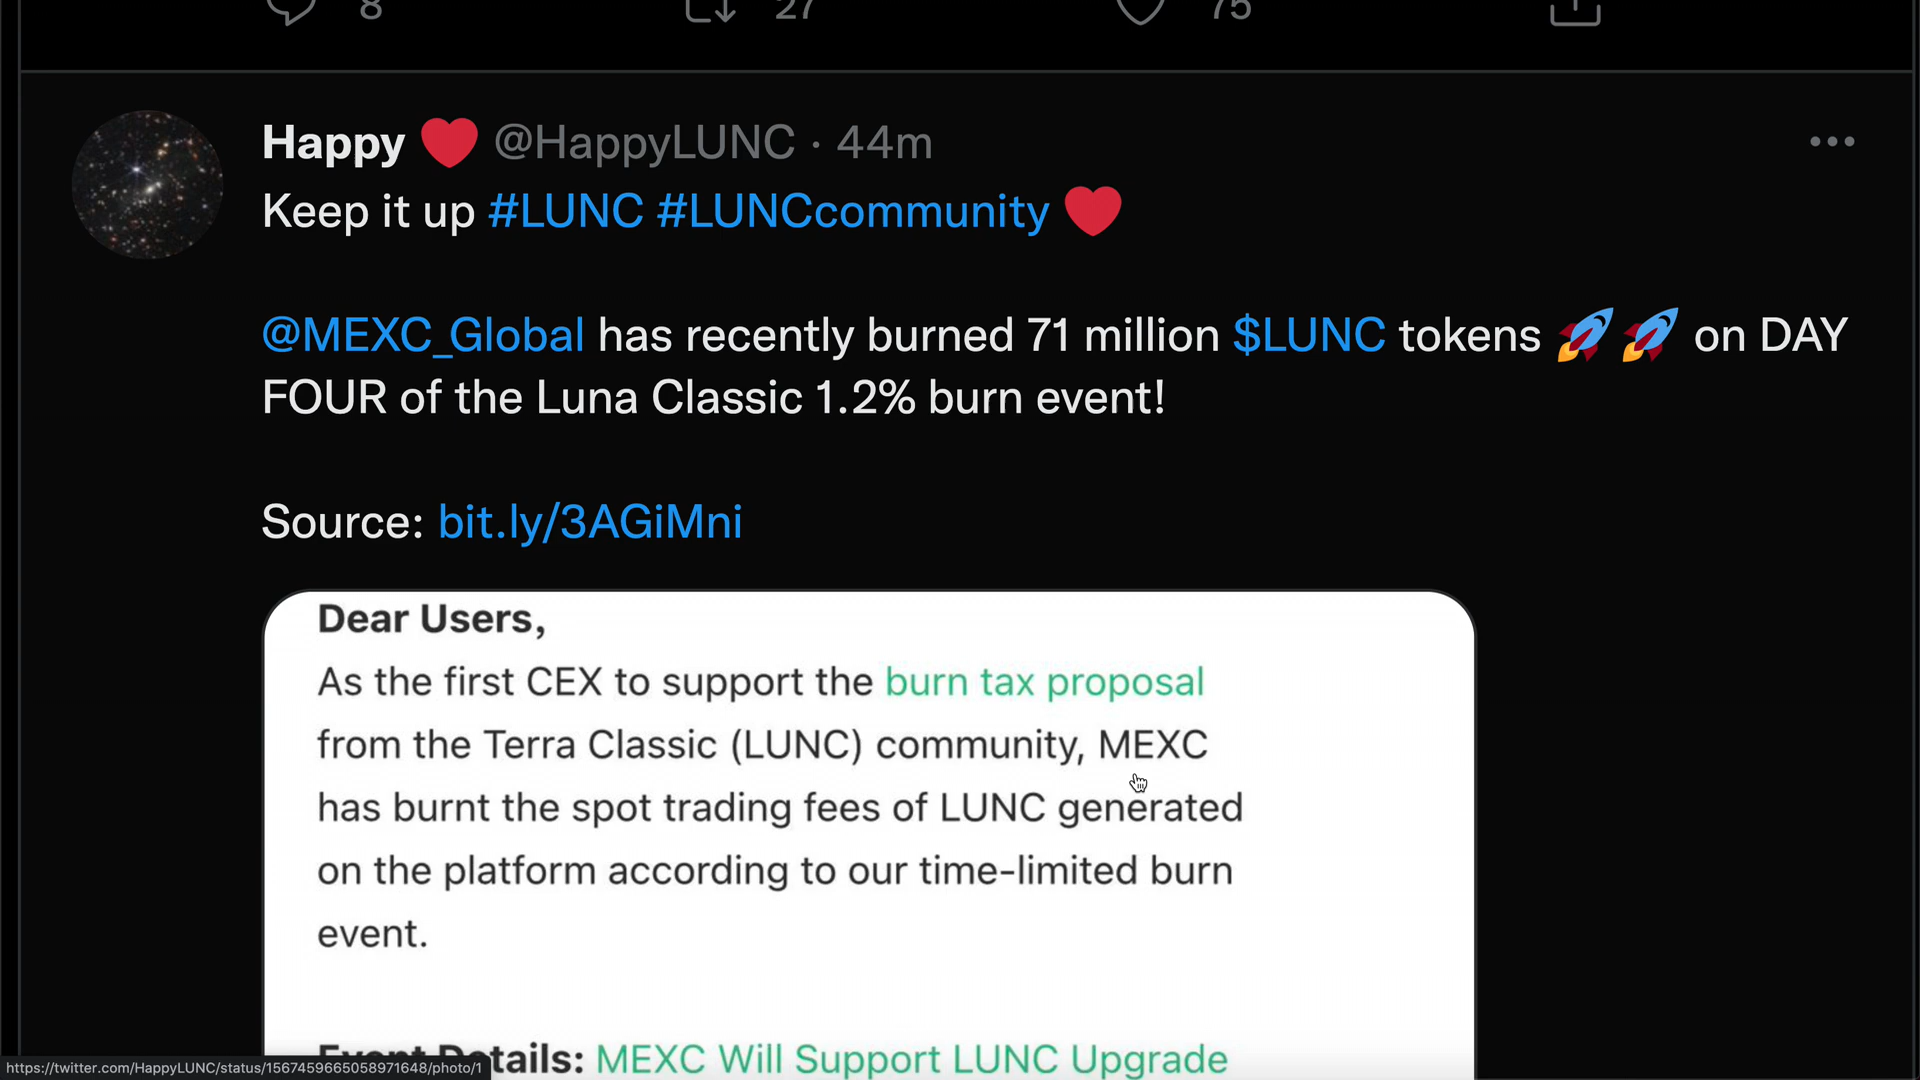 8 27 75
Happy ❤️ @HappyLUNC · 44m
Keep it up #LUNC #LUNCcommunity ❤️
@MEXC_Global has recently burned 71 million $LUNC tokens 🚀🚀 on DAY
FOUR of the Luna Classic 1.2% burn event!
Source: bit.ly/3AGiMni
Dear Users,
As the first CEX to support the burn tax proposal
from the Terra Classic (LUNC) community, MEXC
has burnt the spot trading fees of LUNC generated
on the platform according to our time-limited burn
event.
Event Details: MEXC Will Support LUNC Upgrade
https://twitter.com/HappyLUNC/status/1567459665058971648/photo/1